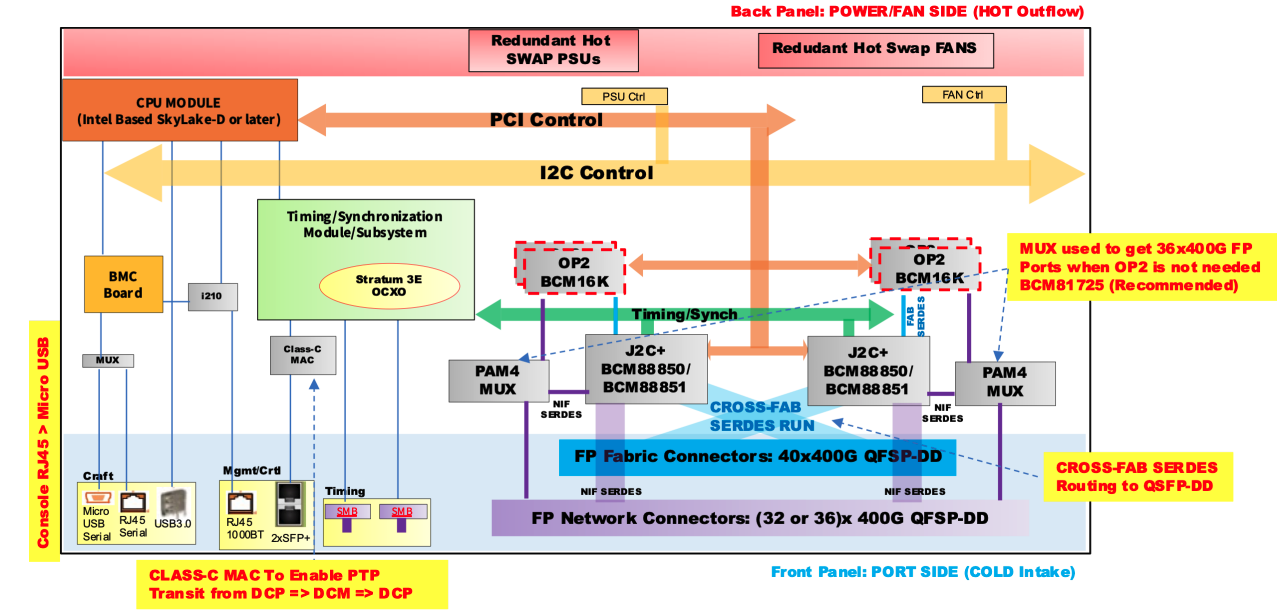 Back Panel: POWER/FAN SIDE (HOT Outflow)
Redundant Hot
SWAP PSUs
Redudant Hot Swap FANS
CPU MODULE
(Intel Based SkyLake-D or later)
PSU Ctrl
FAN Ctrl
PCI Control
I2C Control
Timing/Synchronization
Module/Subsystem
Stratum 3E
OCXO
BMC
Board
i210
OP2
BCM16K
OP2
BCM16K
MUX used to get 36x400G FP
Ports when OP2 is not needed
BCM81725 (Recommended)
Timing/Synch
FAB
SERDES
Console RJ45 > Micro USB
MUX
Class-C
MAC
PAM4
MUX
J2C+
BCM88850/
BCM88851
J2C+
BCM88850/
BCM88851
PAM4
MUX
NIF
SERDES
CROSS-FAB
SERDES RUN
NIF
SERDES
FP Fabric Connectors: 40x400G QFSP-DD
CROSS-FAB SERDES
Routing to QSFP-DD
Craft
Micro
USB
Serial
RJ45
Serial
USB3.0
Mgmt/Crtl
RJ45
1000BT
2xSFP+
Timing
SMB
SMB
NIF SERDES
NIF SERDES
FP Network Connectors: (32 or 36)x 400G QFSP-DD
CLASS-C MAC To Enable PTP
Transit from DCP => DCM => DCP
Front Panel: PORT SIDE (COLD Intake)